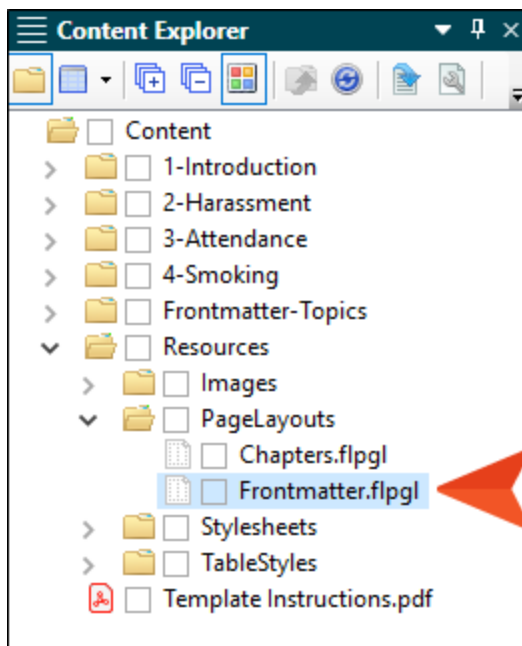 Content Explorer
Content
1-Introduction
2-Harassment
3-Attendance
4-Smoking
Frontmatter-Topics
Resources
Images
PageLayouts
Chapters.flpgl
Frontmatter.flpgl
Stylesheets
TableStyles
Template Instructions.pdf